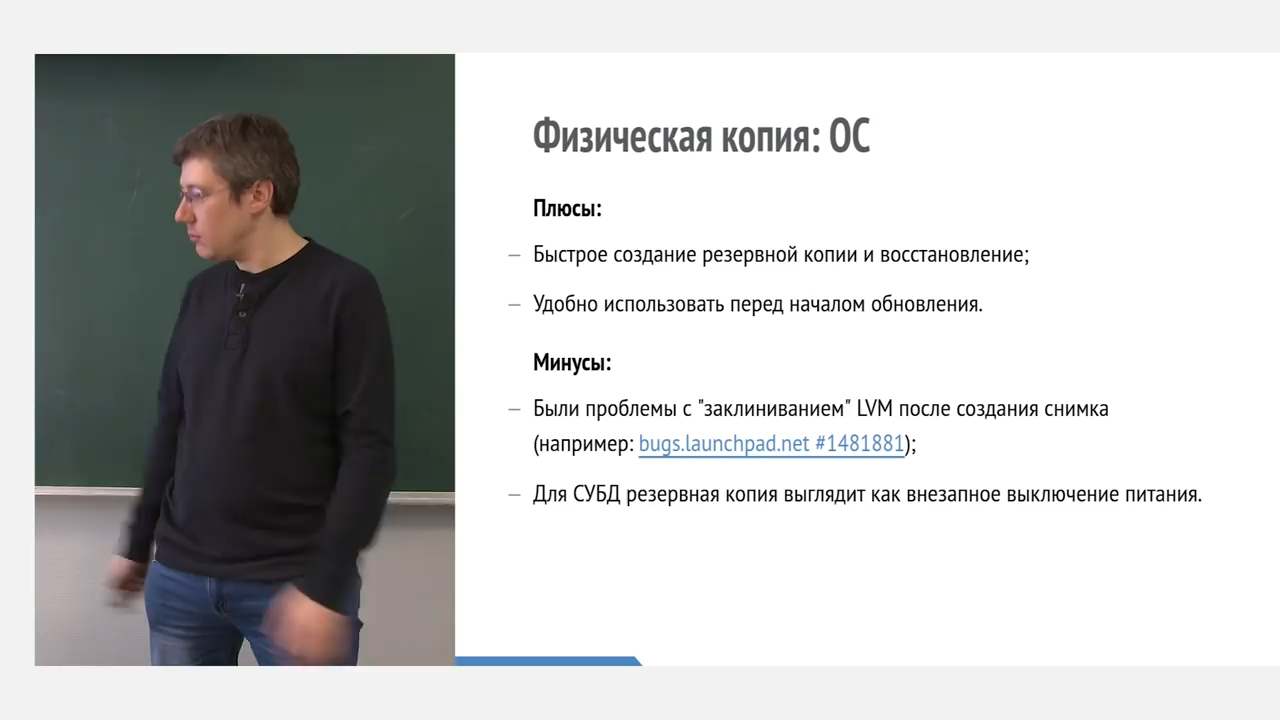 Физическая копия: ОС
Плюсы:
– Быстрое создание резервной копии и восстановление;
– Удобно использовать перед началом обновления.
Минусы:
– Были проблемы с "заклиниванием" LVM после создания снимка
(например: bugs.launchpad.net #1481881);
– Для СУБД резервная копия выглядит как внезапное выключение питания.